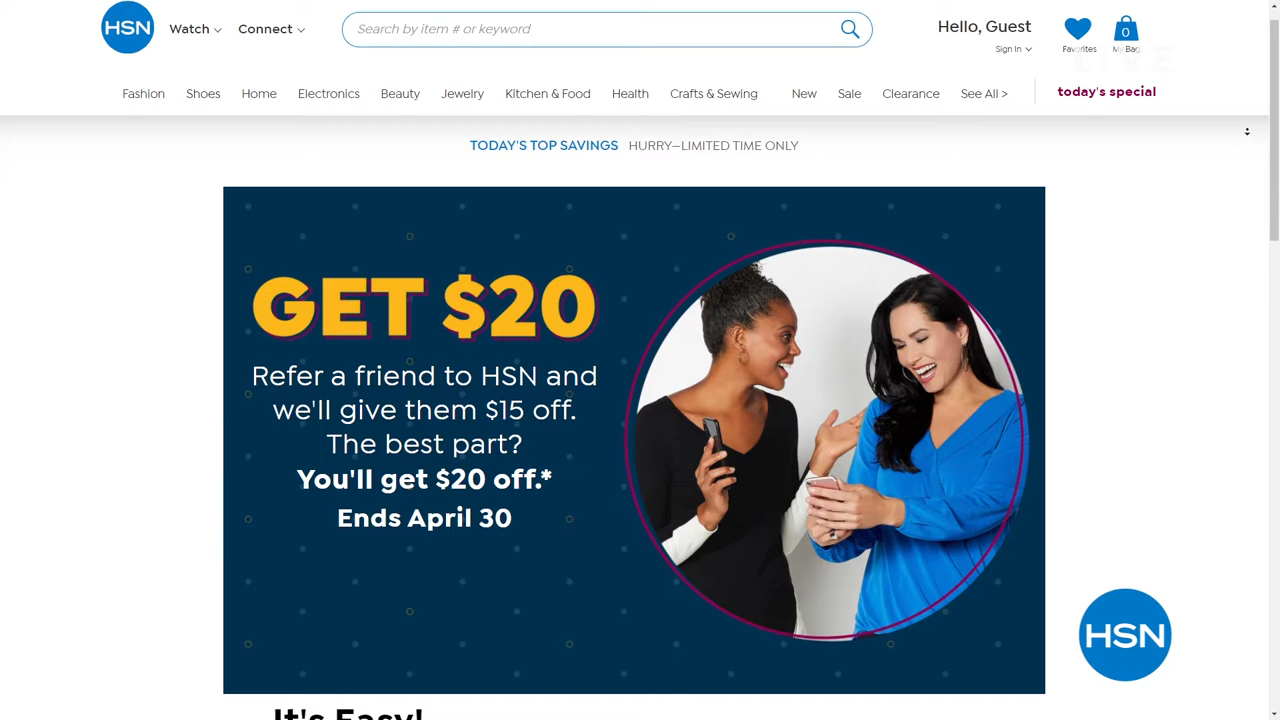 HSN
Watch
Connect
Search by item # or keyword
Hello, Guest
Sign In
Favorites
0
My Bag
LIVE
Fashion
Shoes
Home
Electronics
Beauty
Jewelry
Kitchen & Food
Health
Crafts & Sewing
New
Sale
Clearance
See All >
today's special
TODAY'S TOP SAVINGS HURRY—LIMITED TIME ONLY
GET $20
Refer a friend to HSN and
we'll give them $15 off.
The best part?
You'll get $20 off.*
Ends April 30
HSN
It's Easy!